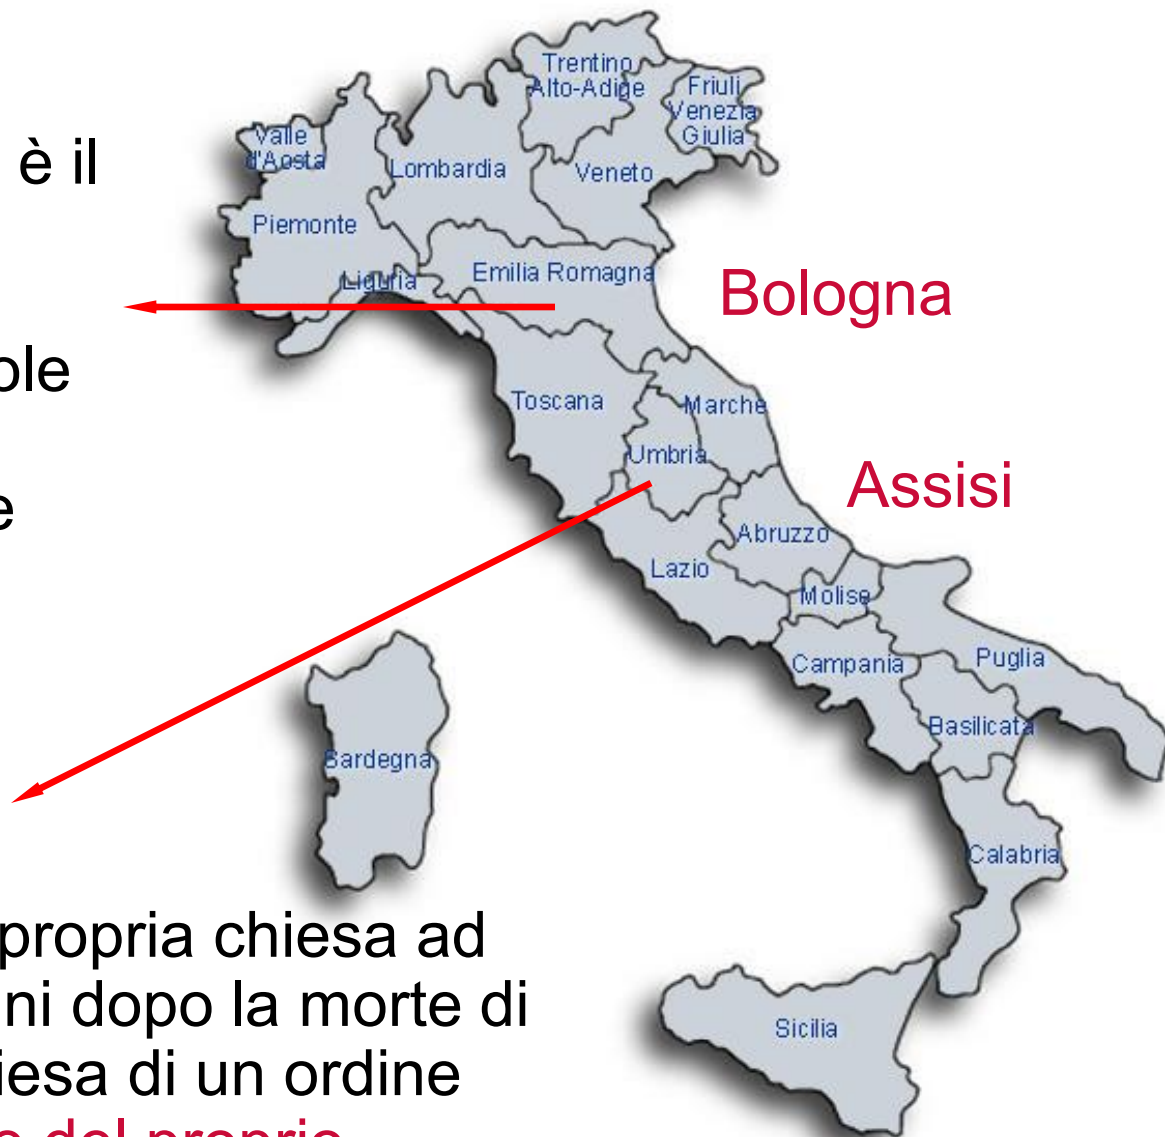 Trentino
Alto-Adige
Friuli
Venezia
Giulia
Valle
d'Aosta
è il
Lombardia
Veneto
Piemonte
Liguria
Emilia Romagna
Bologna
Toscana
Marche
Umbria
Assisi
e
Abruzzo
Lazio
Molise
Campania
Puglia
Basilicata
Sardegna
Calabria
propria chiesa ad
ni dopo la morte di
Sicilia
iesa di un ordine
del proprio